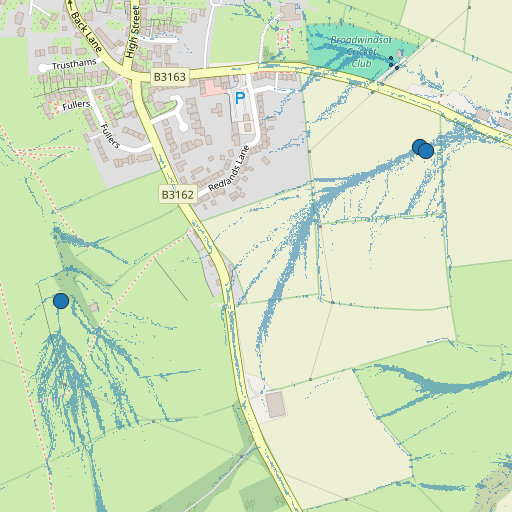 Back Lane
High Street
Broadwindsor
Cricket
Club
Trusthams
B3163
P
Fullers
Fullers
Redlands Lane
B3162